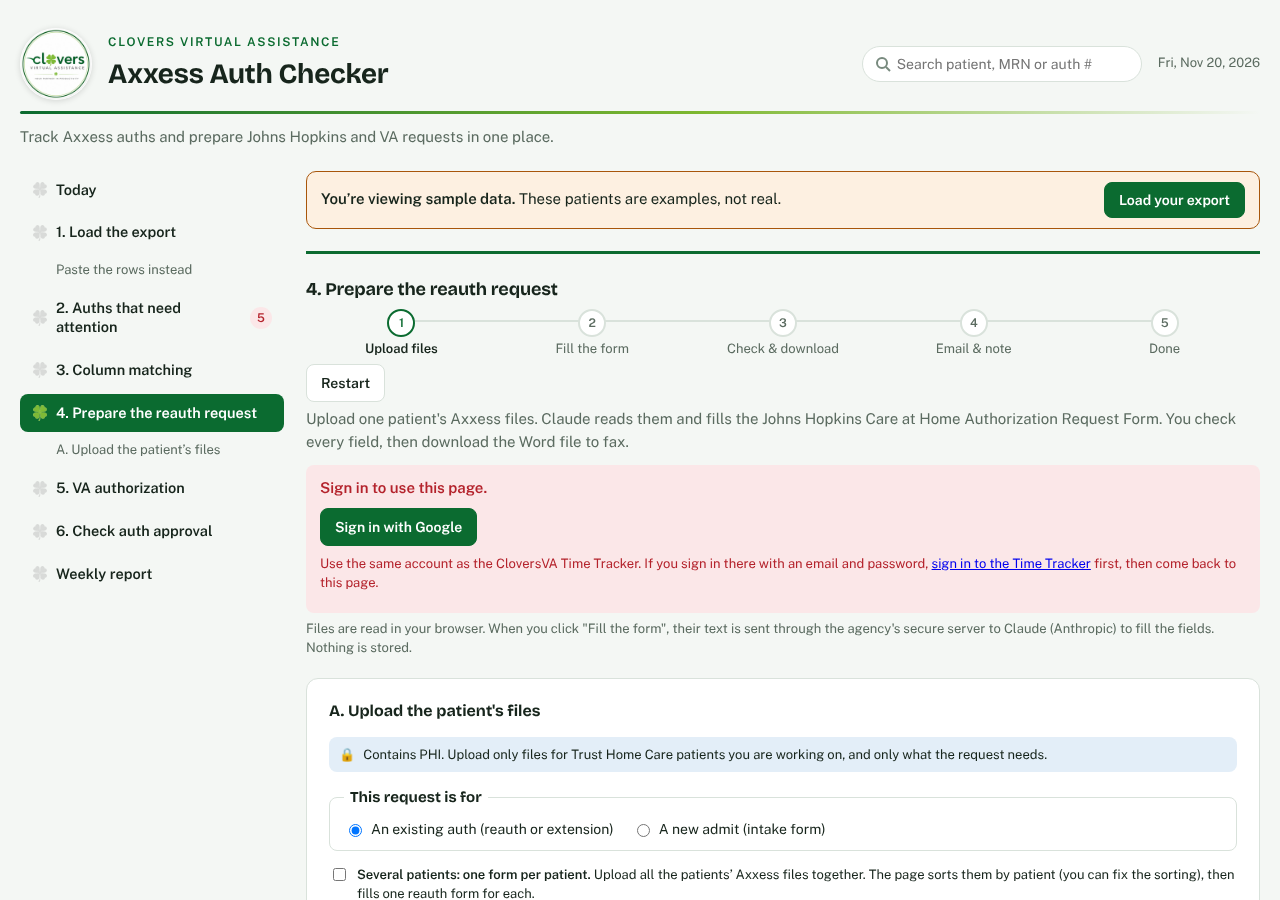 clovers
VIRTUAL ASSISTANCE
CLOVERS VIRTUAL ASSISTANCE
Axxess Auth Checker
Search patient, MRN or auth #
Fri, Nov 20, 2026
Track Axxess auths and prepare Johns Hopkins and VA requests in one place.
Today
1. Load the export
Paste the rows instead
2. Auths that need
attention
5
3. Column matching
4. Prepare the reauth request
A. Upload the patient's files
5. VA authorization
6. Check auth approval
Weekly report
You’re viewing sample data. These patients are examples, not real.
Load your export
4. Prepare the reauth request
1
2
3
4
5
Upload files
Fill the form
Check & download
Email & note
Done
Restart
Upload one patient's Axxess files. Claude reads them and fills the Johns Hopkins Care at Home Authorization Request Form. You check
every field, then download the Word file to fax.
Sign in to use this page.
Sign in with Google
Use the same account as the CloversVA Time Tracker. If you sign in there with an email and password, sign in to the Time Tracker first, then come back to
this page.
Files are read in your browser. When you click "Fill the form", their text is sent through the agency's secure server to Claude (Anthropic) to fill the fields.
Nothing is stored.
A. Upload the patient's files
Contains PHI. Upload only files for Trust Home Care patients you are working on, and only what the request needs.
This request is for
An existing auth (reauth or extension)
A new admit (intake form)
Several patients: one form per patient. Upload all the patients’ Axxess files together. The page sorts them by patient (you can fix the sorting), then
fills one reauth form for each.